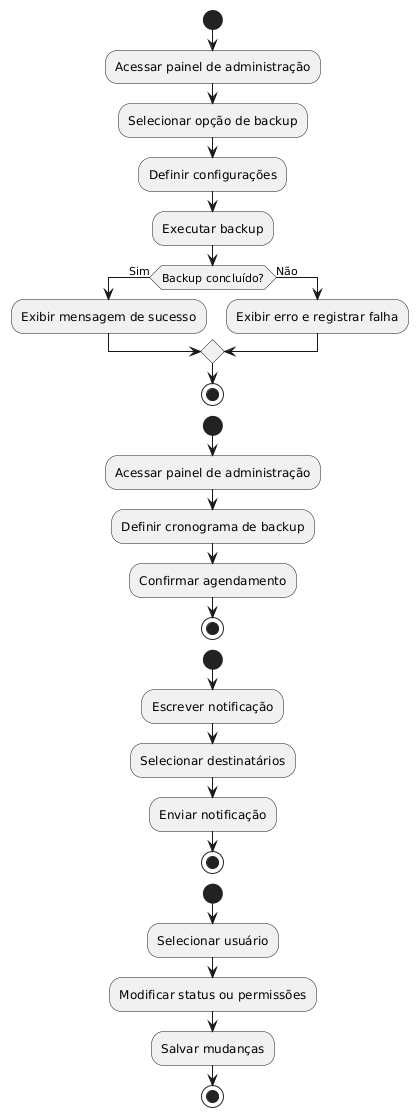 Acessar painel de administração
Selecionar opção de backup
Definir configurações
Executar backup
Sim
Backup concluído?
Não
Exibir mensagem de sucesso
Exibir erro e registrar falha
Acessar painel de administração
Definir cronograma de backup
Confirmar agendamento
Escrever notificação
Selecionar destinatários
Enviar notificação
Selecionar usuário
Modificar status ou permissões
Salvar mudanças